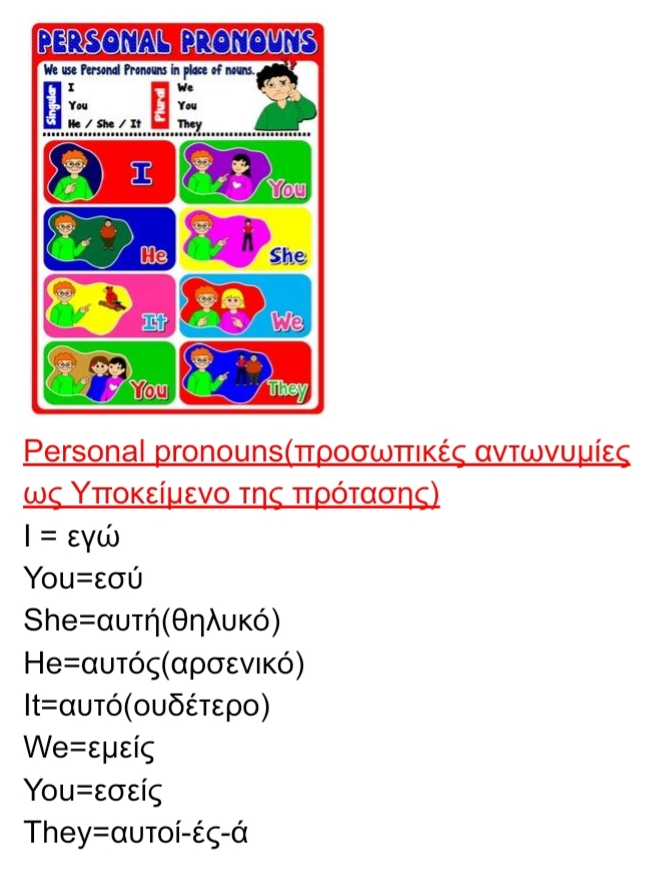 PERSONAL PRONOUNS
We use Personal Pronouns in place of nouns.
Singular
I
You
He / She / It
Plural
We
You
They
I
You
He
She
It
We
You
They
Personal pronouns(προσωπικές αντωνυμίες
ως Υποκείμενο της πρότασης)
I = εγώ
You=εσύ
She=αυτή(θηλυκό)
He=αυτός(αρσενικό)
It=αυτό(ουδέτερο)
We=εμείς
You=εσείς
They=αυτοί-ές-ά